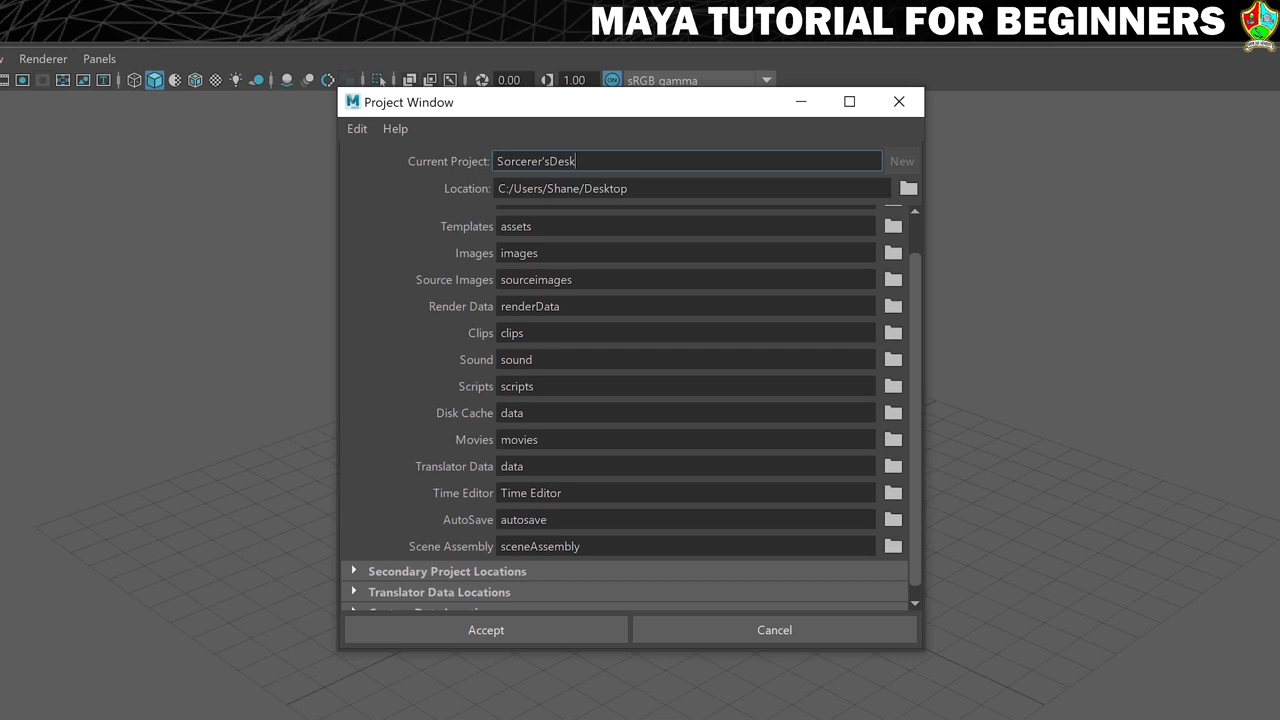 MAYA TUTORIAL FOR BEGINNERS
Renderer Panels
0.00 1.00 ON sRGB gamma
Project Window
Edit Help
Current Project: Sorcerer'sDesk New
Location: C:/Users/Shane/Desktop
Templates assets
Images images
Source Images sourceimages
Render Data renderData
Clips clips
Sound sound
Scripts scripts
Disk Cache data
Movies movies
Translator Data data
Time Editor Time Editor
AutoSave autosave
Scene Assembly sceneAssembly
Secondary Project Locations
Translator Data Locations
Accept Cancel